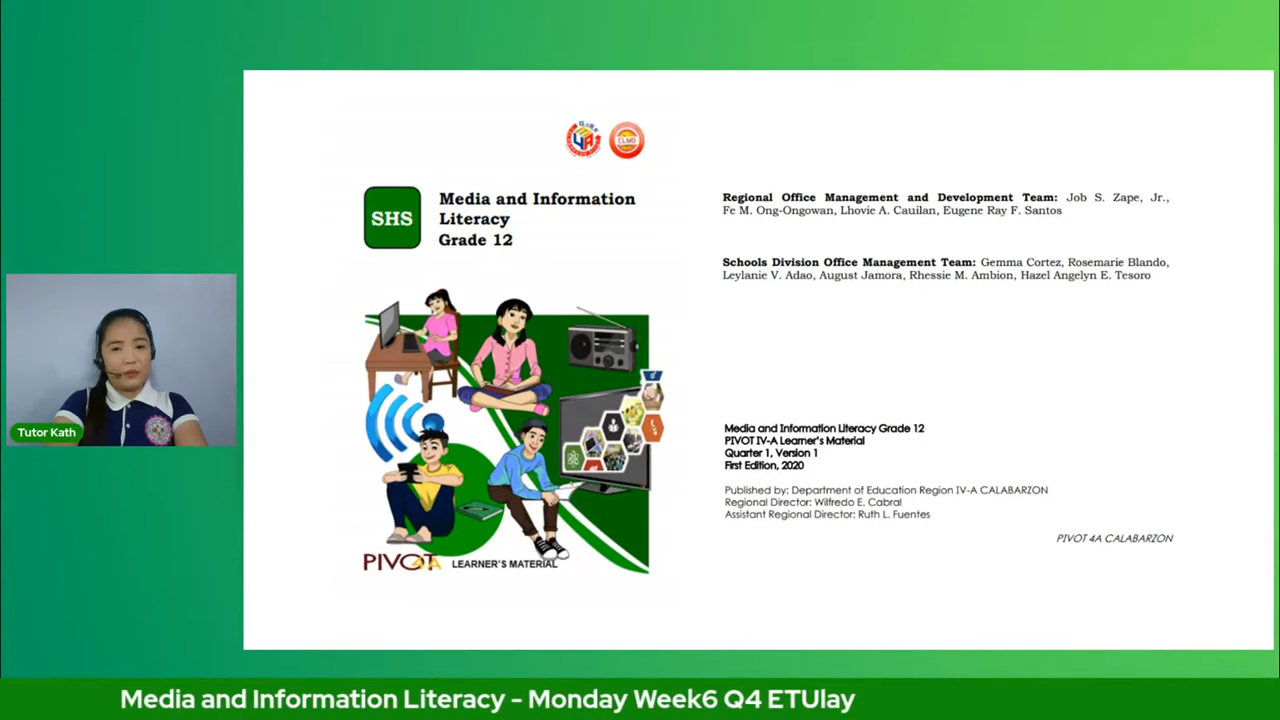 CLMD
4A
SHS
Media and Information
Literacy
Grade 12
PIVOT 4A LEARNER'S MATERIAL
Regional Office Management and Development Team: Job S. Zape, Jr.,
Fe M. Ong-Ongowan, Lhovie A. Cauilan, Eugene Ray F. Santos
Schools Division Office Management Team: Gemma Cortez, Rosemarie Blando,
Leylanie V. Adao, August Jamora, Rhessie M. Ambion, Hazel Angelyn E. Tesoro
Media and Information Literacy Grade 12
PIVOT IV-A Learner's Material
Quarter 1, Version 1
First Edition, 2020
Published by: Department of Education Region IV-A CALABARZON
Regional Director: Wilfredo E. Cabral
Assistant Regional Director: Ruth L. Fuentes
PIVOT 4A CALABARZON
Tutor Kath
Media and Information Literacy - Monday Week6 Q4 ETUlay